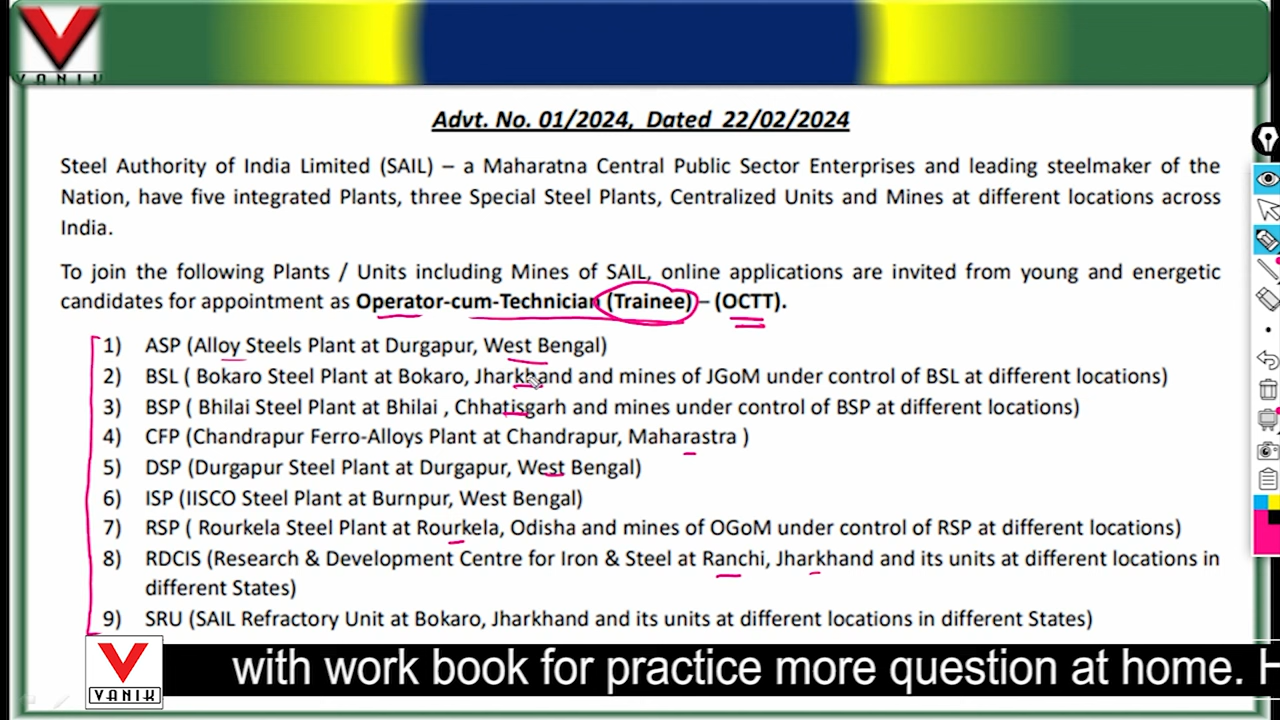 VANIK
Advt. No. 01/2024, Dated 22/02/2024
Steel Authority of India Limited (SAIL) – a Maharatna Central Public Sector Enterprises and leading steelmaker of the
Nation, have five integrated Plants, three Special Steel Plants, Centralized Units and Mines at different locations across
India.
To join the following Plants / Units including Mines of SAIL, online applications are invited from young and energetic
candidates for appointment as Operator-cum-Technician (Trainee) – (OCTT).
1) ASP (Alloy Steels Plant at Durgapur, West Bengal)
2) BSL ( Bokaro Steel Plant at Bokaro, Jharkhand and mines of JGoM under control of BSL at different locations)
3) BSP ( Bhilai Steel Plant at Bhilai , Chhatisgarh and mines under control of BSP at different locations)
4) CFP (Chandrapur Ferro-Alloys Plant at Chandrapur, Maharastra )
5) DSP (Durgapur Steel Plant at Durgapur, West Bengal)
6) ISP (IISCO Steel Plant at Burnpur, West Bengal)
7) RSP ( Rourkela Steel Plant at Rourkela, Odisha and mines of OGoM under control of RSP at different locations)
8) RDCIS (Research & Development Centre for Iron & Steel at Ranchi, Jharkhand and its units at different locations in
different States)
9) SRU (SAIL Refractory Unit at Bokaro, Jharkhand and its units at different locations in different States)
VANIK
with work book for practice more question at home. H